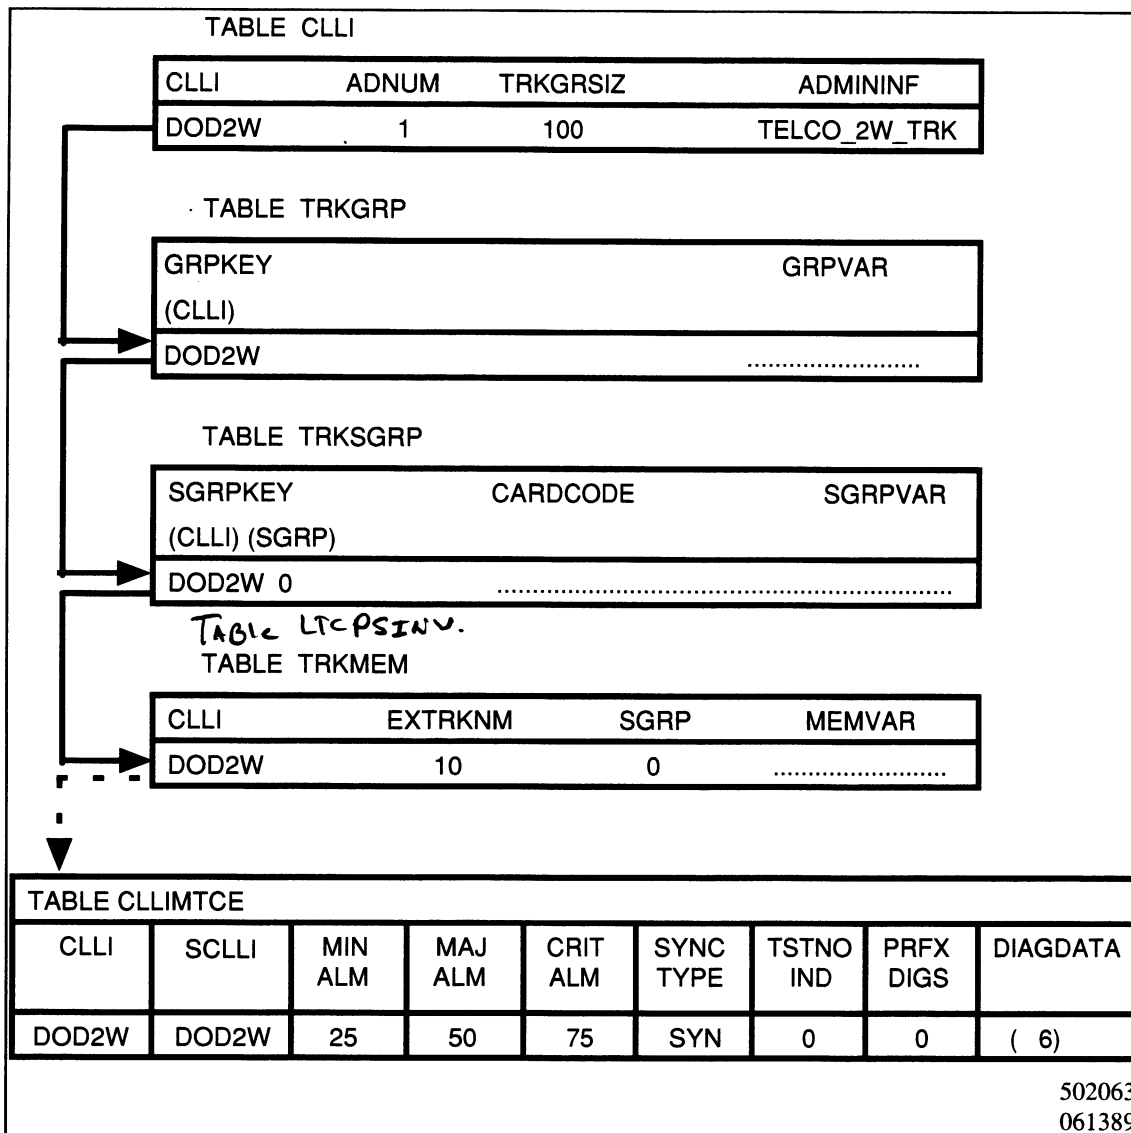 TABLE CLLI
CLLI ADNUM TRKGRSIZ ADMININF
DOD2W 1 100 TELCO_2W_TRK
TABLE TRKGRP
GRPKEY GRPVAR
(CLLI)
DOD2W ........................
TABLE TRKSGRP
SGRPKEY CARDCODE SGRPVAR
(CLLI) (SGRP)
DOD2W 0 ................................................................
TABLE LTCPSINV.
TABLE TRKMEM
CLLI EXTRKNM SGRP MEMVAR
DOD2W 10 0 ........................
TABLE CLLIMTCE
CLLI SCLLI MIN MAJ CRIT SYNC TSTNO PRFX DIAGDATA
ALM ALM ALM TYPE IND DIGS
DOD2W DOD2W 25 50 75 SYN 0 0 ( 6)
502063
061389